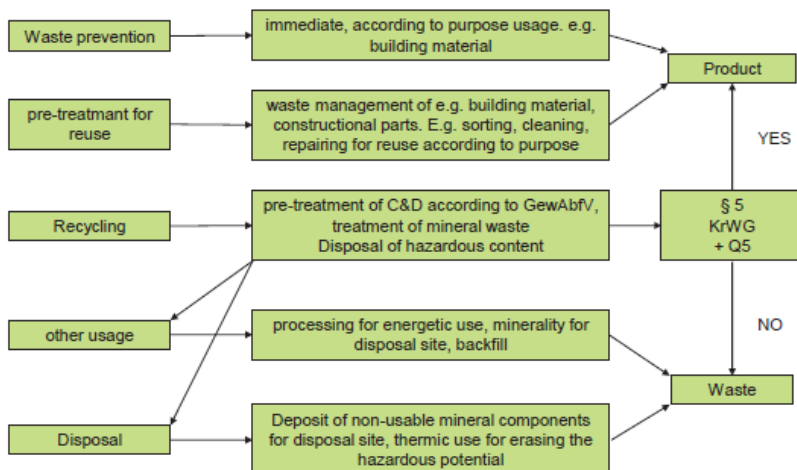 Waste prevention
immediate, according to purpose usage. e.g.
building material
Product
pre-treatmant for
reuse
waste management of e.g. building material,
constructional parts. E.g. sorting, cleaning,
repairing for reuse according to purpose
YES
Recycling
pre-treatment of C&D according to GewAbfV,
treatment of mineral waste
Disposal of hazardous content
§ 5
KrWG
+ Q5
other usage
processing for energetic use, minerality for
disposal site, backfill
NO
Waste
Disposal
Deposit of non-usable mineral components
for disposal site, thermic use for erasing the
hazardous potential